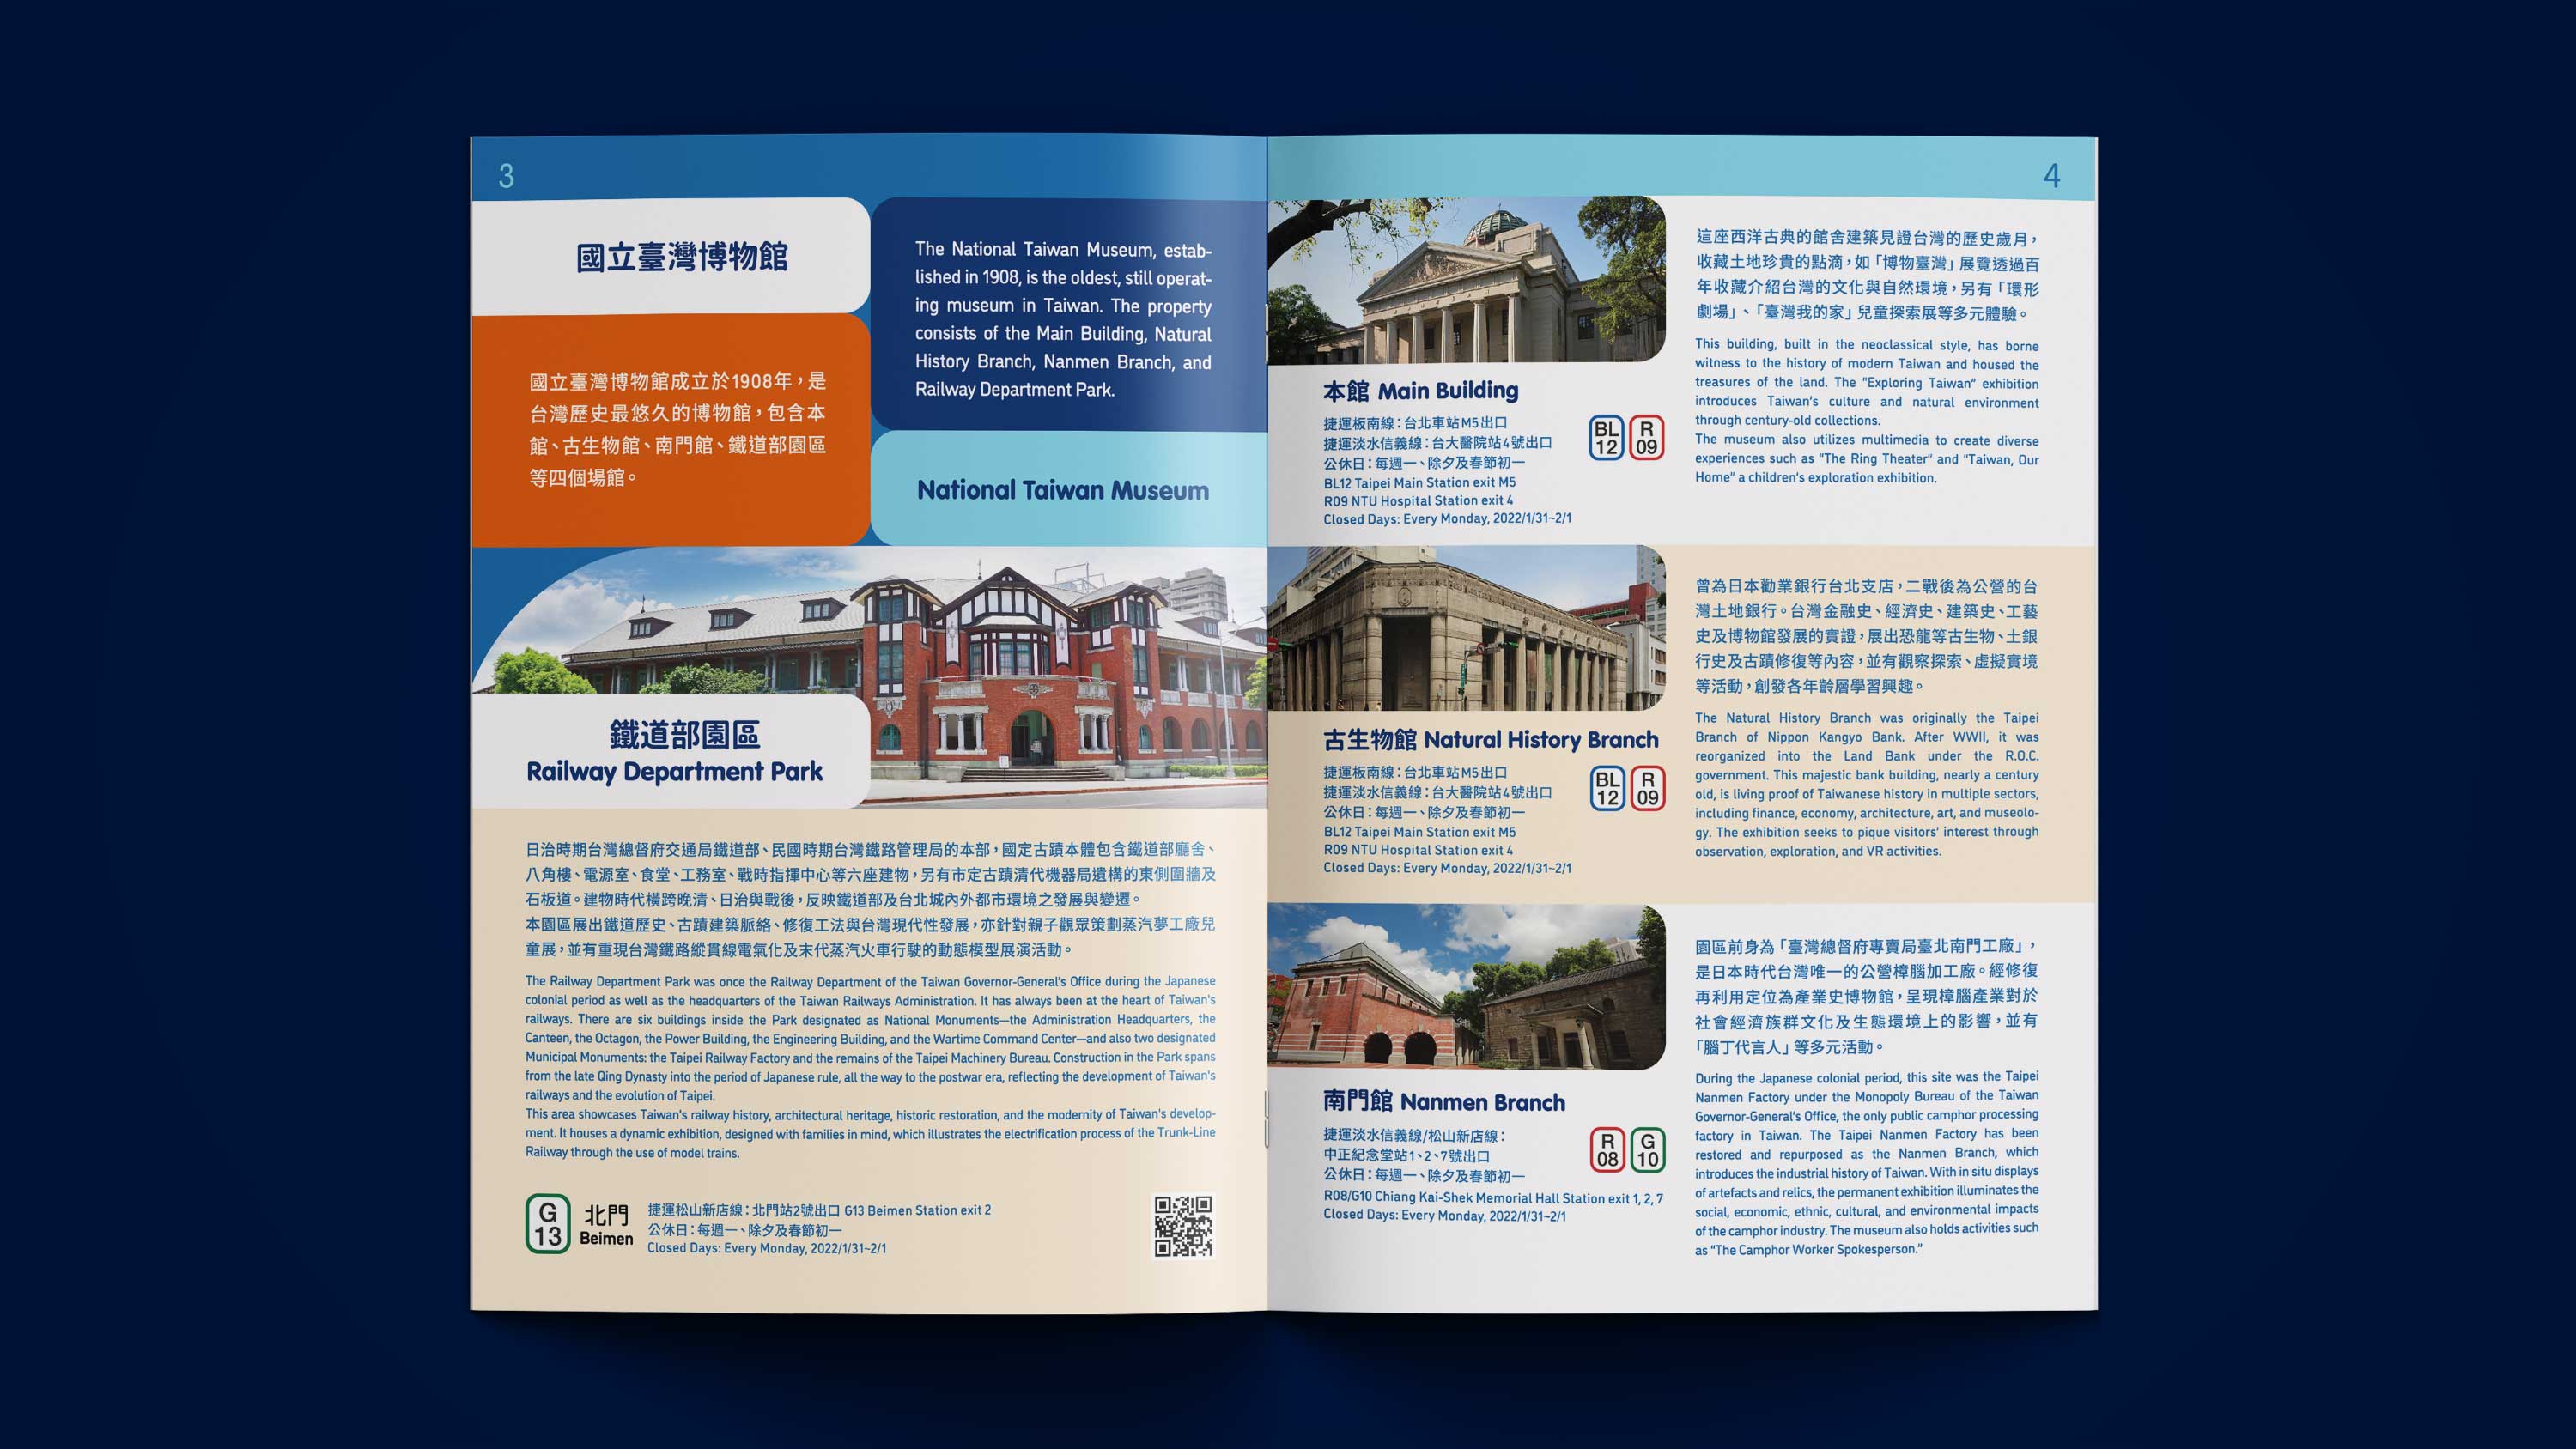 3
國立臺灣博物館
國立臺灣博物館成立於1908年，是
台灣歷史最悠久的博物館，包含本
館、古生物館、南門館、鐵道部園區
等四個場館。
The National Taiwan Museum, estab-
lished in 1908, is the oldest, still operat-
ing museum in Taiwan. The property
consists of the Main Building, Natural
History Branch, Nanmen Branch, and
Railway Department Park.
National Taiwan Museum
鐵道部園區
Railway Department Park
日治時期台灣總督府交通局鐵道部、民國時期台灣鐵路管理局的本部，國定古蹟本體包含鐵道部廳舍、
八角樓、電源室、食堂、工務室、戰時指揮中心等六座建物，另有市定古蹟清代機器局遺構的東側圍牆及
石板道。建物時代橫跨晚清、日治與戰後，反映鐵道部及台北城內外都市環境之發展與變遷。
本園區展出鐵道歷史、古蹟建築脈絡、修復工法與台灣現代性發展，亦針對親子觀眾策劃蒸汽夢工廠兒
童展，並有重現台灣鐵路縱貫線電氣化及末代蒸汽火車行駛的動態模型展演活動。
The Railway Department Park was once the Railway Department of the Taiwan Governor-General's Office during the Japanese
colonial period as well as the headquarters of the Taiwan Railways Administration. It has always been at the heart of Taiwan's
railways. There are six buildings inside the Park designated as National Monuments—the Administration Headquarters, the
Canteen, the Octagon, the Power Building, the Engineering Building, and the Wartime Command Center—and also two designated
Municipal Monuments: the Taipei Railway Factory and the remains of the Taipei Machinery Bureau. Construction in the Park spans
from the late Qing Dynasty into the period of Japanese rule, all the way to the postwar era, reflecting the development of Taiwan's
railways and the evolution of Taipei.
This area showcases Taiwan's railway history, architectural heritage, historic restoration, and the modernity of Taiwan's develop-
ment. It houses a dynamic exhibition, designed with families in mind, which illustrates the electrification process of the Trunk-Line
Railway through the use of model trains.
G
13
北門
Beimen
捷運松山新店線：北門站2號出口 G13 Beimen Station exit 2
公休日：每週一、除夕及春節初一
Closed Days: Every Monday, 2022/1/31~2/1
4
本館 Main Building
捷運板南線：台北車站M5出口
捷運淡水信義線：台大醫院站4號出口
公休日：每週一、除夕及春節初一
BL12 Taipei Main Station exit M5
R09 NTU Hospital Station exit 4
Closed Days: Every Monday, 2022/1/31~2/1
BL
12
R
09
這座西洋古典的館舍建築見證台灣的歷史歲月，
收藏土地珍貴的點滴，如「博物臺灣」展覽透過百
年收藏介紹台灣的文化與自然環境，另有「環形
劇場」、「臺灣我的家」兒童探索展等多元體驗。
This building, built in the neoclassical style, has borne
witness to the history of modern Taiwan and housed the
treasures of the land. The "Exploring Taiwan" exhibition
introduces Taiwan's culture and natural environment
through century-old collections.
The museum also utilizes multimedia to create diverse
experiences such as "The Ring Theater" and "Taiwan, Our
Home" a children's exploration exhibition.
古生物館 Natural History Branch
捷運板南線：台北車站M5出口
捷運淡水信義線：台大醫院站4號出口
公休日：每週一、除夕及春節初一
BL12 Taipei Main Station exit M5
R09 NTU Hospital Station exit 4
Closed Days: Every Monday, 2022/1/31~2/1
BL
12
R
09
曾為日本勸業銀行台北支店，二戰後為公營的台
灣土地銀行。台灣金融史、經濟史、建築史、工藝
史及博物館發展的實證，展出恐龍等古生物、土銀
行史及古蹟修復等內容，並有觀察探索、虛擬實境
等活動，創發各年齡層學習興趣。
The Natural History Branch was originally the Taipei
Branch of Nippon Kangyo Bank. After WWII, it was
reorganized into the Land Bank under the R.O.C.
government. This majestic bank building, nearly a century
old, is living proof of Taiwanese history in multiple sectors,
including finance, economy, architecture, art, and museolo-
gy. The exhibition seeks to pique visitors' interest through
observation, exploration, and VR activities.
南門館 Nanmen Branch
捷運淡水信義線/松山新店線：
中正紀念堂站1、2、7號出口
公休日：每週一、除夕及春節初一
R08/G10 Chiang Kai-Shek Memorial Hall Station exit 1, 2, 7
Closed Days: Every Monday, 2022/1/31~2/1
R
08
G
10
園區前身為「臺灣總督府專賣局臺北南門工廠」，
是日本時代台灣唯一的公營樟腦加工廠。經修復
再利用定位為產業史博物館，呈現樟腦產業對於
社會經濟族群文化及生態環境上的影響，並有
「腦丁代言人」等多元活動。
During the Japanese colonial period, this site was the Taipei
Nanmen Factory under the Monopoly Bureau of the Taiwan
Governor-General's Office, the only public camphor processing
factory in Taiwan. The Taipei Nanmen Factory has been
restored and repurposed as the Nanmen Branch, which
introduces the industrial history of Taiwan. With in situ displays
of artefacts and relics, the permanent exhibition illuminates the
social, economic, ethnic, cultural, and environmental impacts
of the camphor industry. The museum also holds activities such
as "The Camphor Worker Spokesperson."